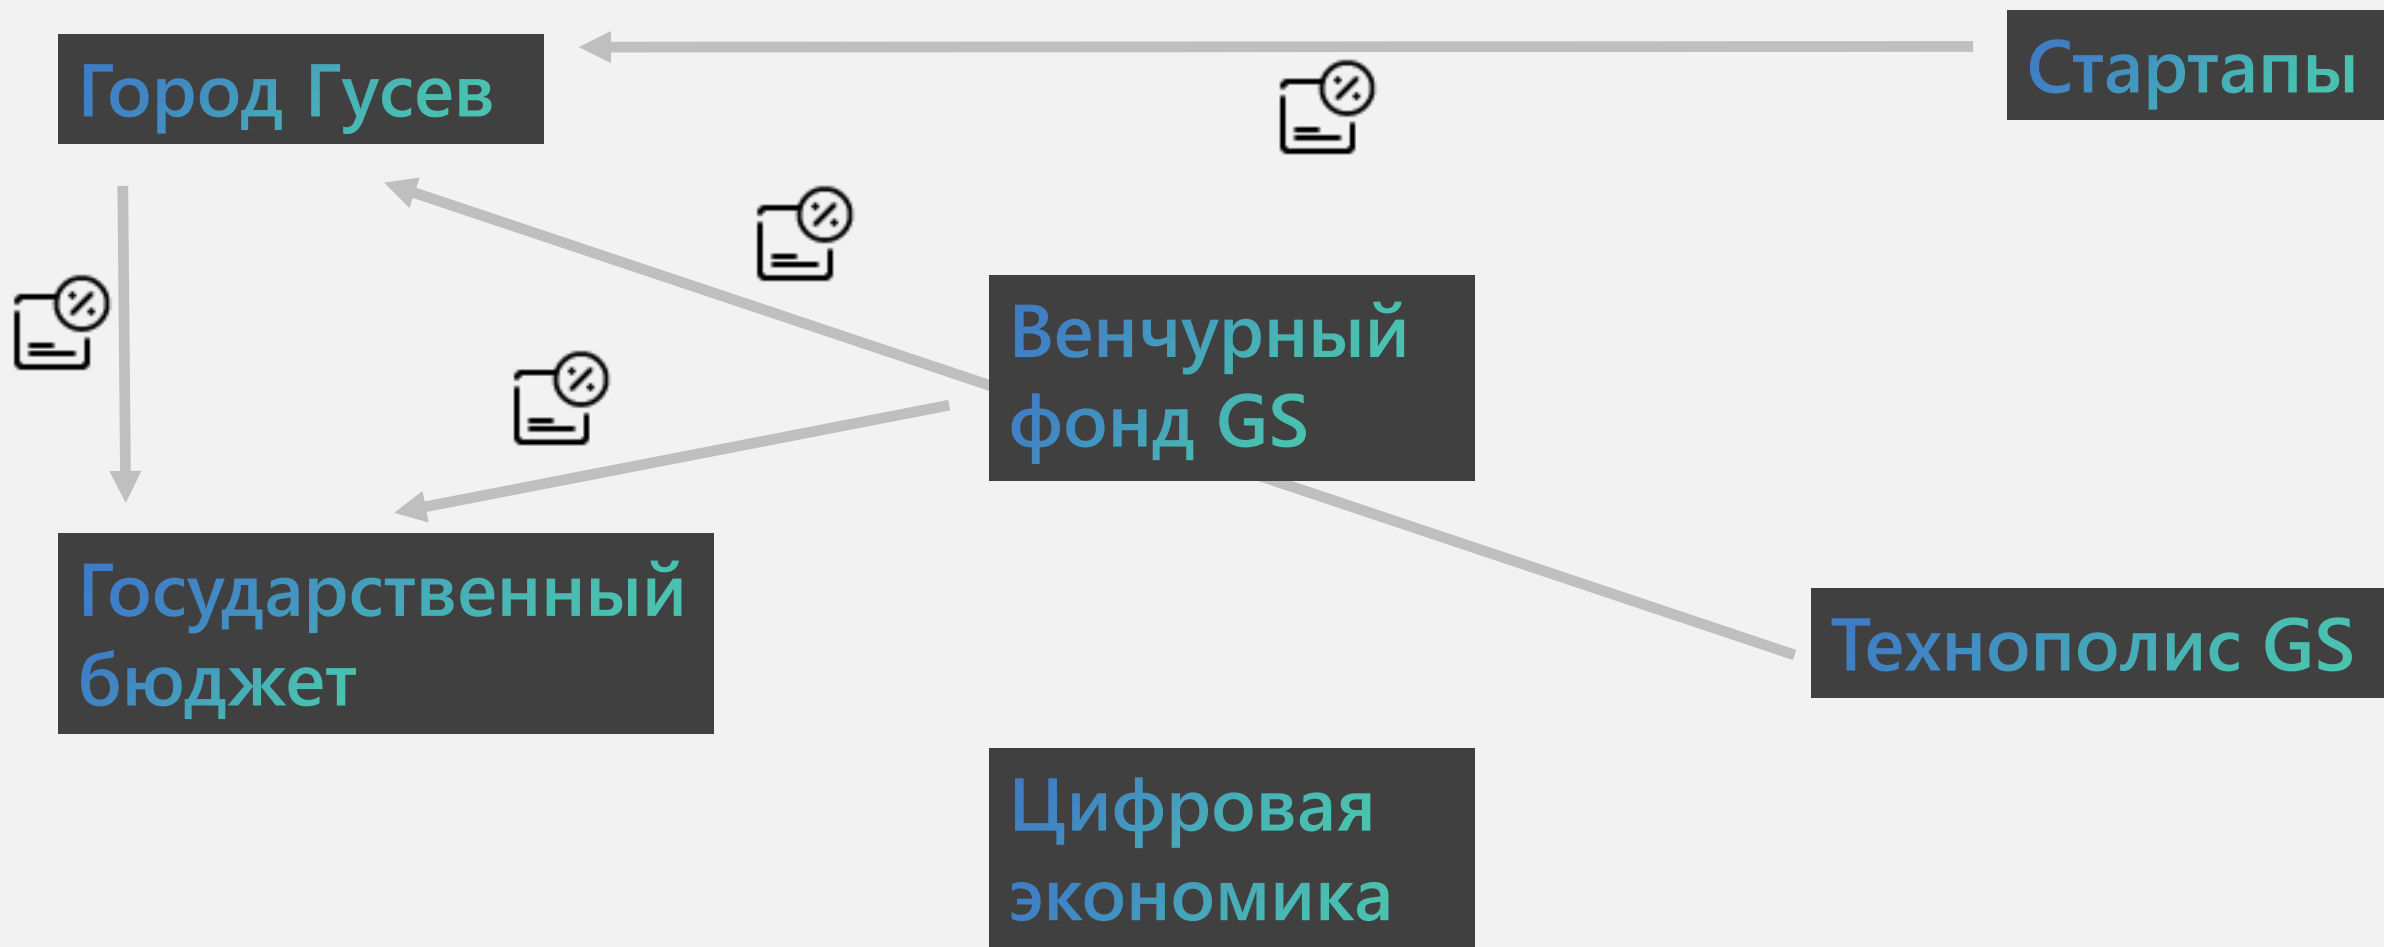 Город Гусев
Стартапы
Венчурный
фонд GS
Государственный
бюджет
Технополис GS
Цифровая
экономика